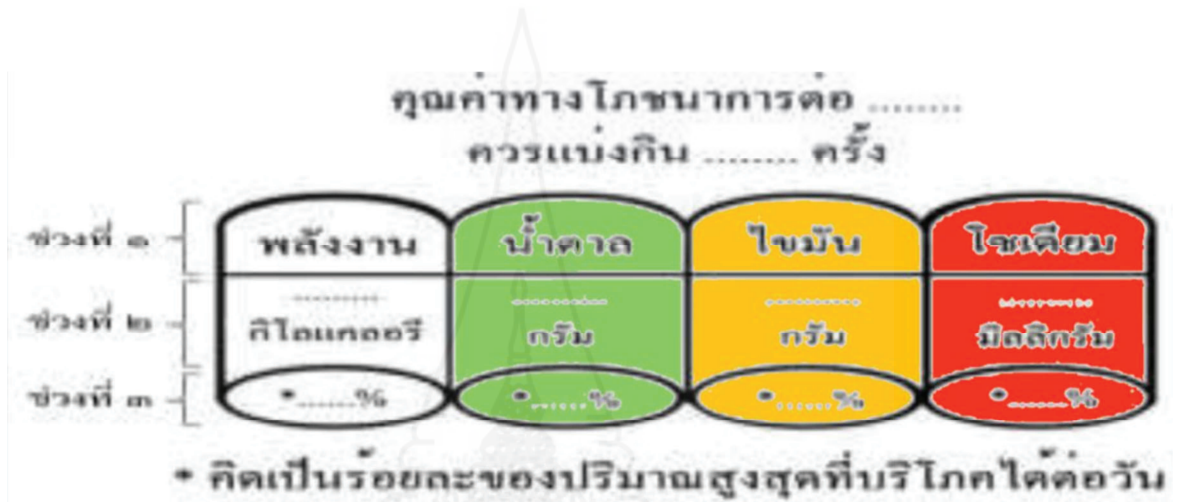 คุณค่าทางโภชนาการต่อ ........
ควรแบ่งกิน ........ ครั้ง
ช่วงที่ ๑ พลังงาน น้ำตาล ไขมัน โซเดียม
......... .......... .......... ..........
ช่วงที่ ๒ กิโลแคลอรี กรัม กรัม มิลลิกรัม
ช่วงที่ ๓ *......% *......% *......% *......%
* คิดเป็นร้อยละของปริมาณสูงสุดที่บริโภคได้ต่อวัน